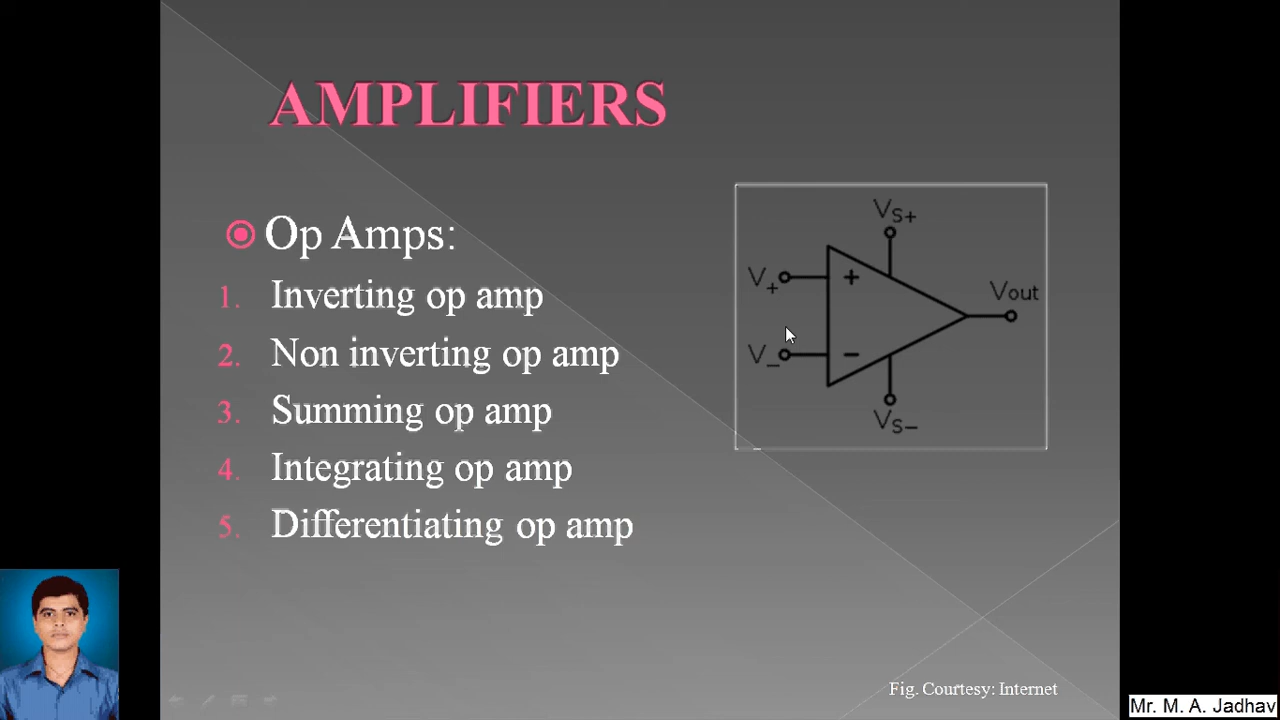 AMPLIFIERS
Op Amps:
1. Inverting op amp
2. Non inverting op amp
3. Summing op amp
4. Integrating op amp
5. Differentiating op amp
VS+
V+
+
Vout
V−
−
VS−
Fig. Courtesy: Internet
Mr. M. A. Jadhav